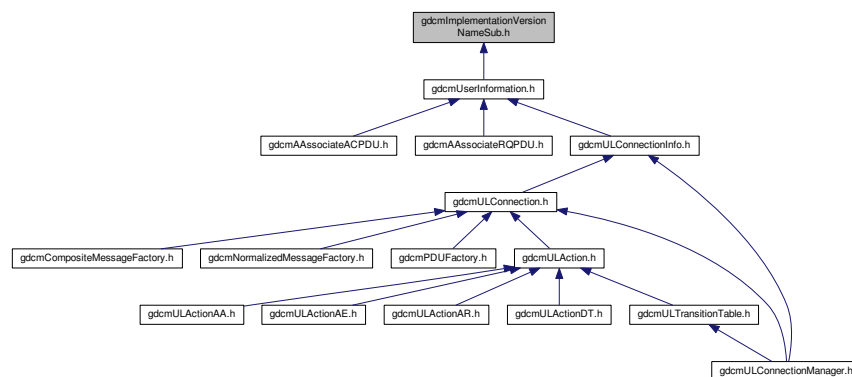 gdcmImplementationVersion
NameSub.h
gdcmUserInformation.h
gdcmAAssociateACPDU.h
gdcmAAssociateRQPDU.h
gdcmULConnectionInfo.h
gdcmULConnection.h
gdcmCompositeMessageFactory.h
gdcmNormalizedMessageFactory.h
gdcmPDUFactory.h
gdcmULAction.h
gdcmULActionAA.h
gdcmULActionAE.h
gdcmULActionAR.h
gdcmULActionDT.h
gdcmULTransitionTable.h
gdcmULConnectionManager.h